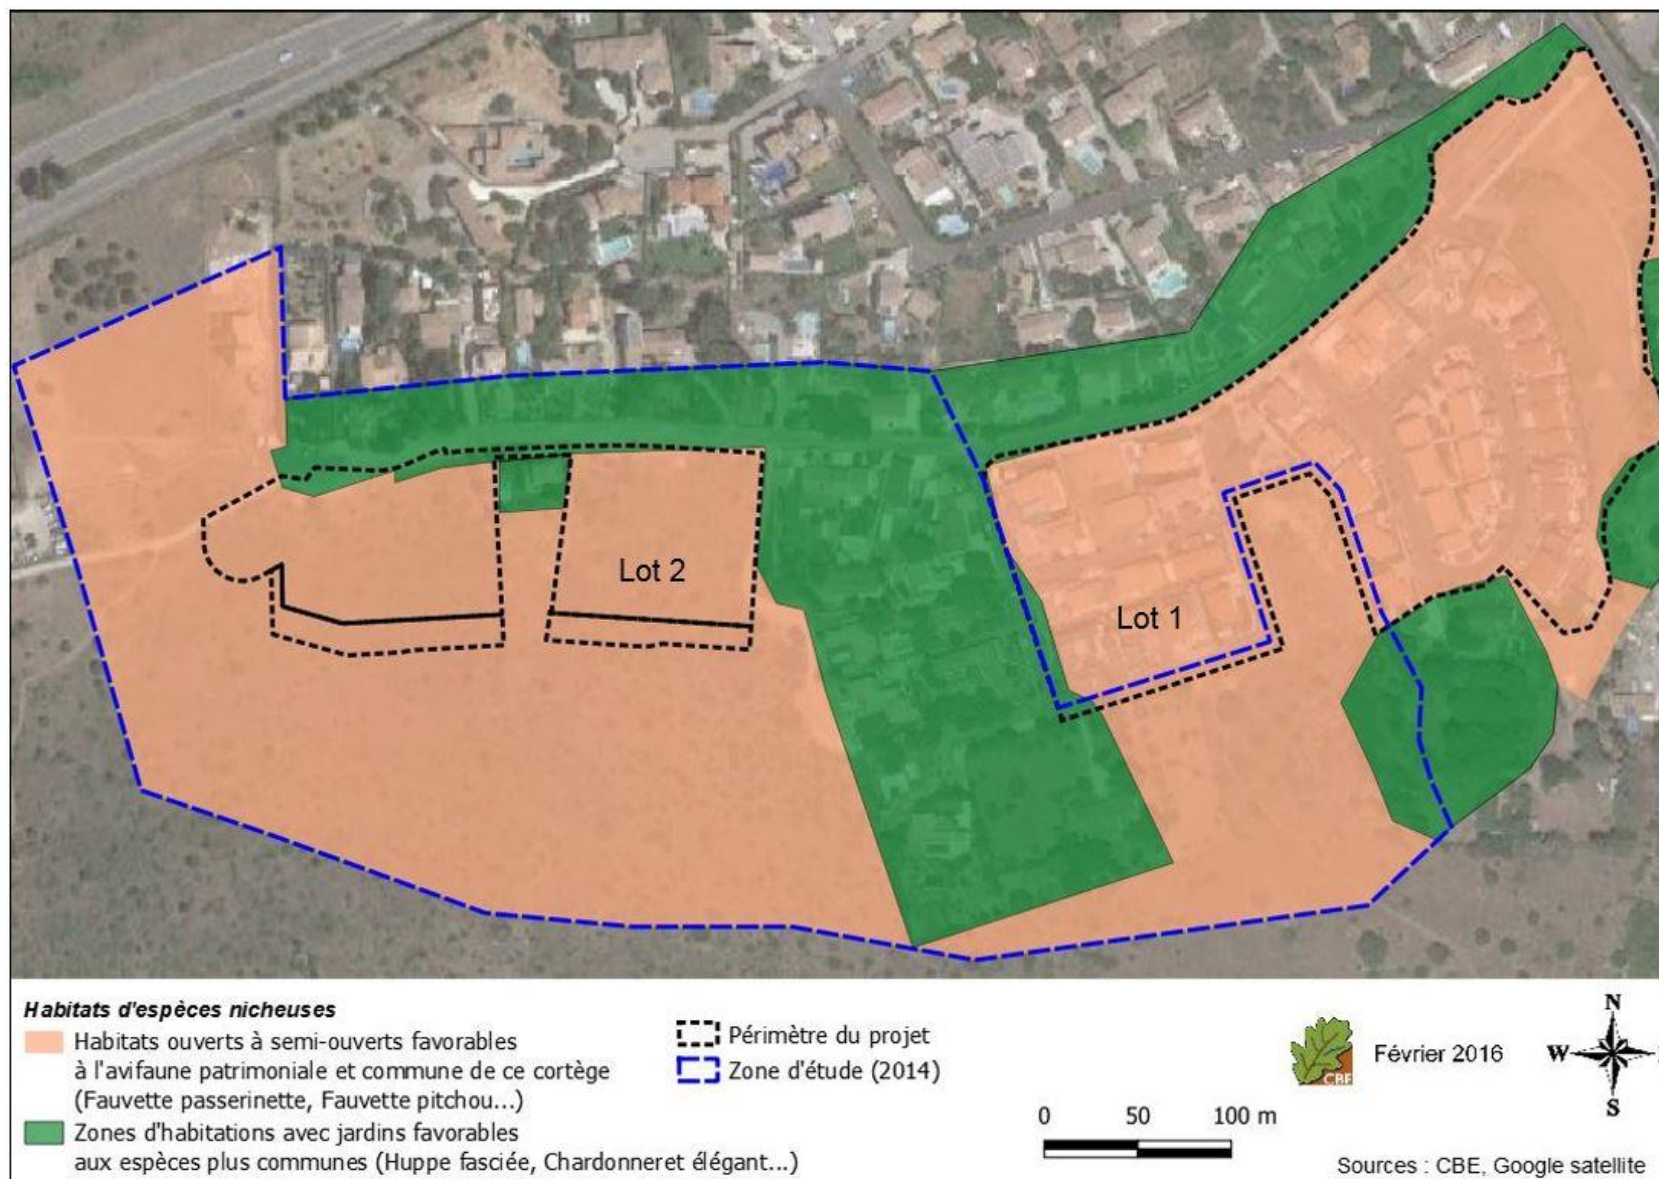 Lot 2
Lot 1
Habitats d'espèces nicheuses
Habitats ouverts à semi-ouverts favorables
à l'avifaune patrimoniale et commune de ce cortège
(Fauvette passerinette, Fauvette pitchou...)
Zones d'habitations avec jardins favorables
aux espèces plus communes (Huppe fasciée, Chardonneret élégant...)
Périmètre du projet
Zone d'étude (2014)
0 50 100 m
CBE
Février 2016
N
W
S
Sources : CBE, Google satellite